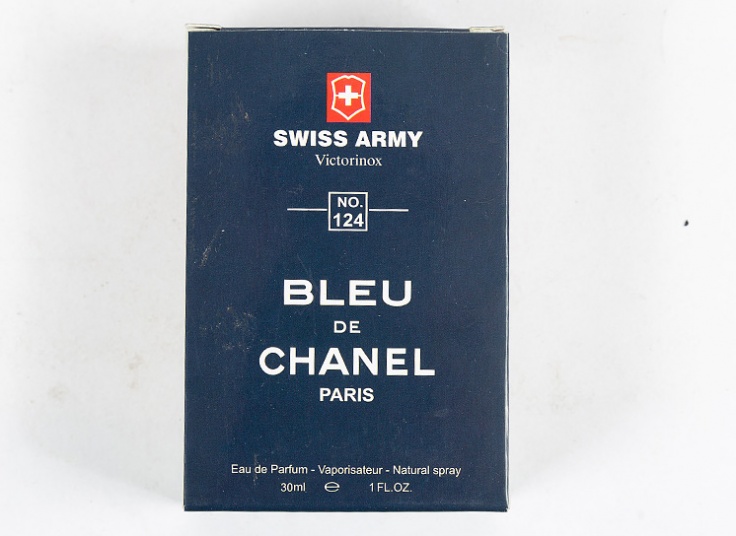 SWISS ARMY
Victorinox
NO.
124
BLEU
DE
CHANEL
PARIS
Eau de Parfum - Vaporisateur - Natural spray
30ml ℮ 1 FL.OZ.